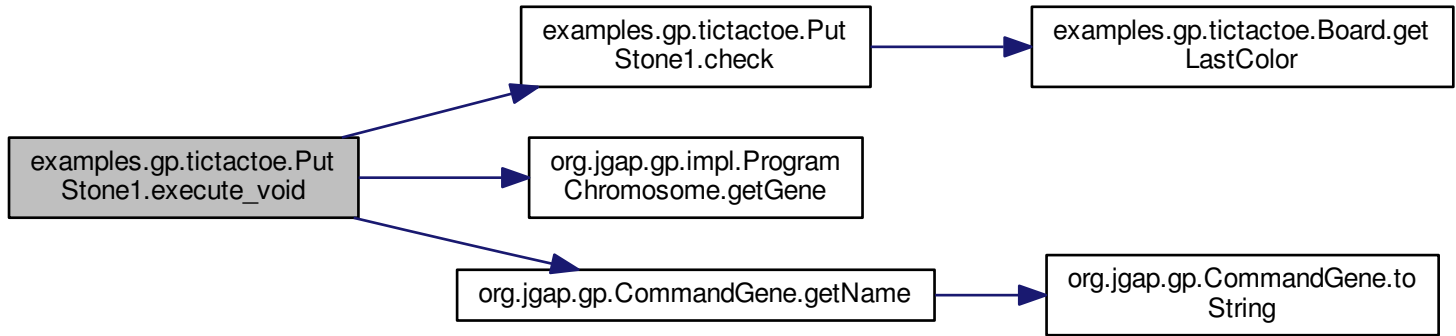 examples.gp.tictactoe.Put
Stone1.execute_void
examples.gp.tictactoe.Put
Stone1.check
examples.gp.tictactoe.Board.get
LastColor
org.jgap.gp.impl.Program
Chromosome.getGene
org.jgap.gp.CommandGene.getName
org.jgap.gp.CommandGene.to
String